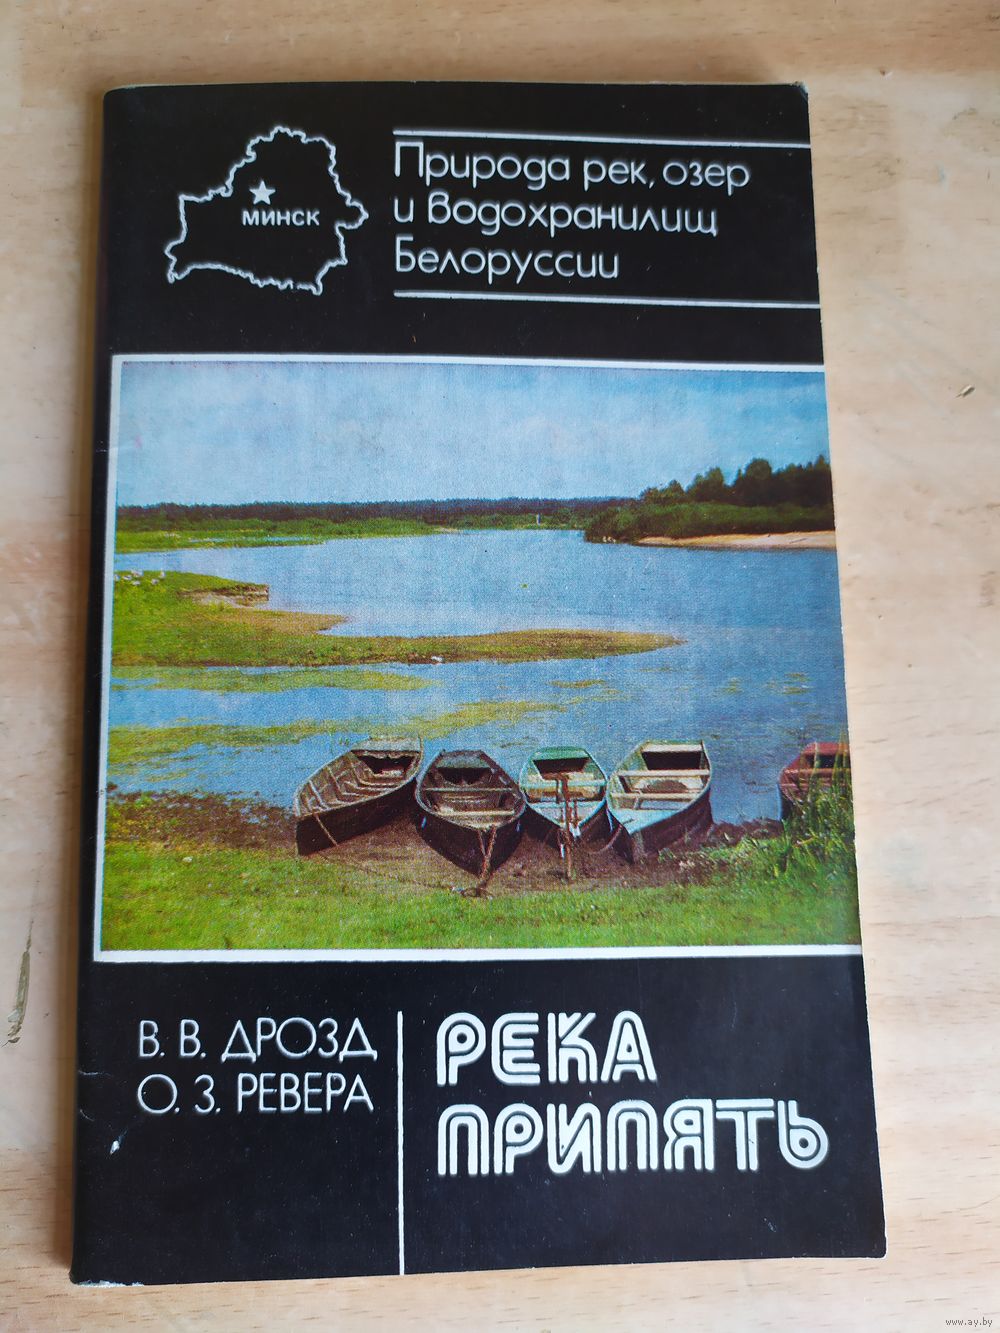 МИНСК
Природа рек, озер
и водохранилищ
Белоруссии
В. В. ДРОЗД
О. З. РЕВЕРА
РЕКА
ПРИПЯТЬ
www.ay.by